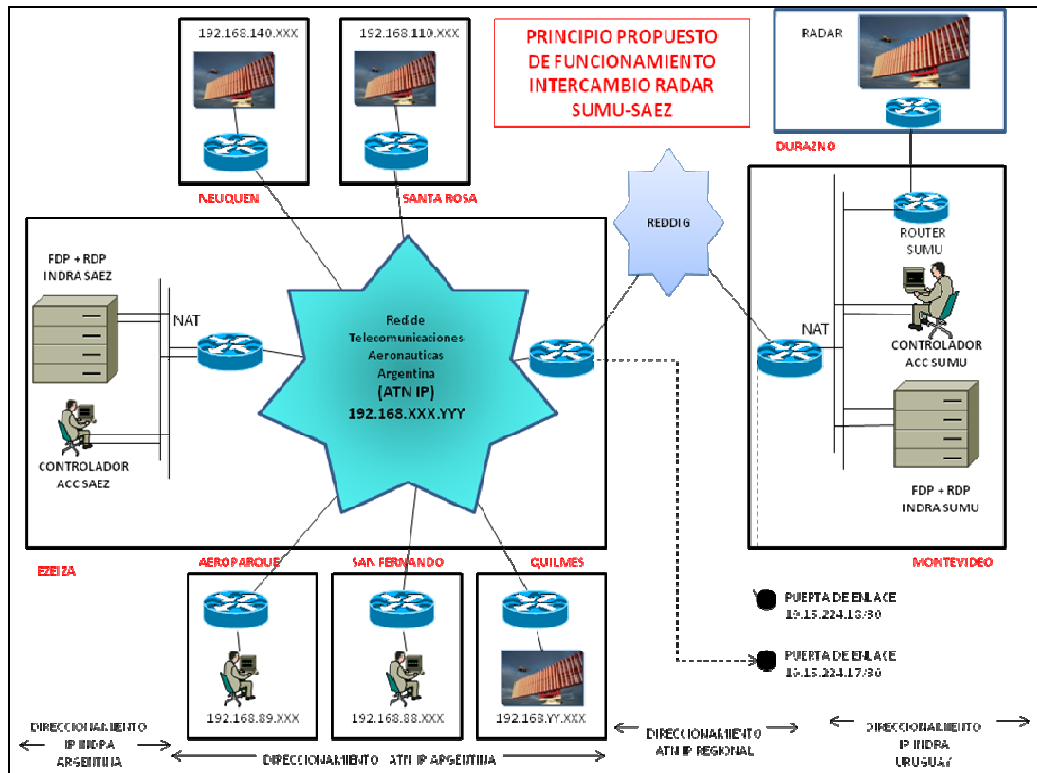 192.168.140.XXX
192.168.110.XXX
PRINCIPIO PROPUESTO
DE FUNCIONAMIENTO
INTERCAMBIO RADAR
SUMU-SAEZ
RADAR
NEUQUEN
SANTA ROSA
DURAZNO
REDDIG
ROUTER
SUMU
FDP + RDP
INDRA SAEZ
NAT
Red de
Telecomunicaciones
Aeronauticas
Argentina
(ATN IP)
192.168.XXX.YYY
NAT
CONTROLADOR
ACC SUMU
CONTROLADOR
ACC SAEZ
FDP + RDP
INDRA SUMU
EZEIZA
AEROPARQUE
SAN FERNANDO
QUILMES
MONTEVIDEO
PUERTA DE ENLACE
PUERTA DE ENLACE
192.168.89.XXX
192.168.88.XXX
192.168.YY.XXX
DIRECCIONAMIENTO
IP INDRA
ARGENTINA
DIRECCIONAMIENTO ATN IP ARGENTINA
DIRECCIONAMIENTO
ATN IP REGIONAL
DIRECCIONAMIENTO
IP INDRA
URUGUAY